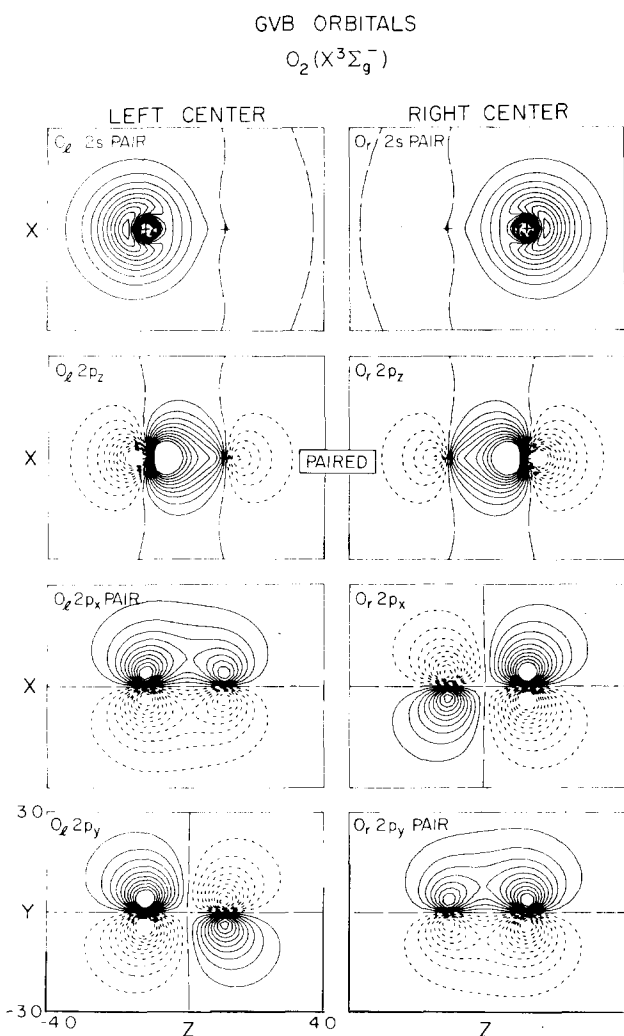 GVB ORBITALS
O₂(X³Σg⁻)
LEFT CENTER RIGHT CENTER
Oℓ 2s PAIR Or 2s PAIR
X
Oℓ 2pz Or 2pz
X
PAIRED
Oℓ 2px PAIR Or 2px
X
3.0
Oℓ 2py Or 2py PAIR
Y
-3.0
-4.0 Z 4.0 Z